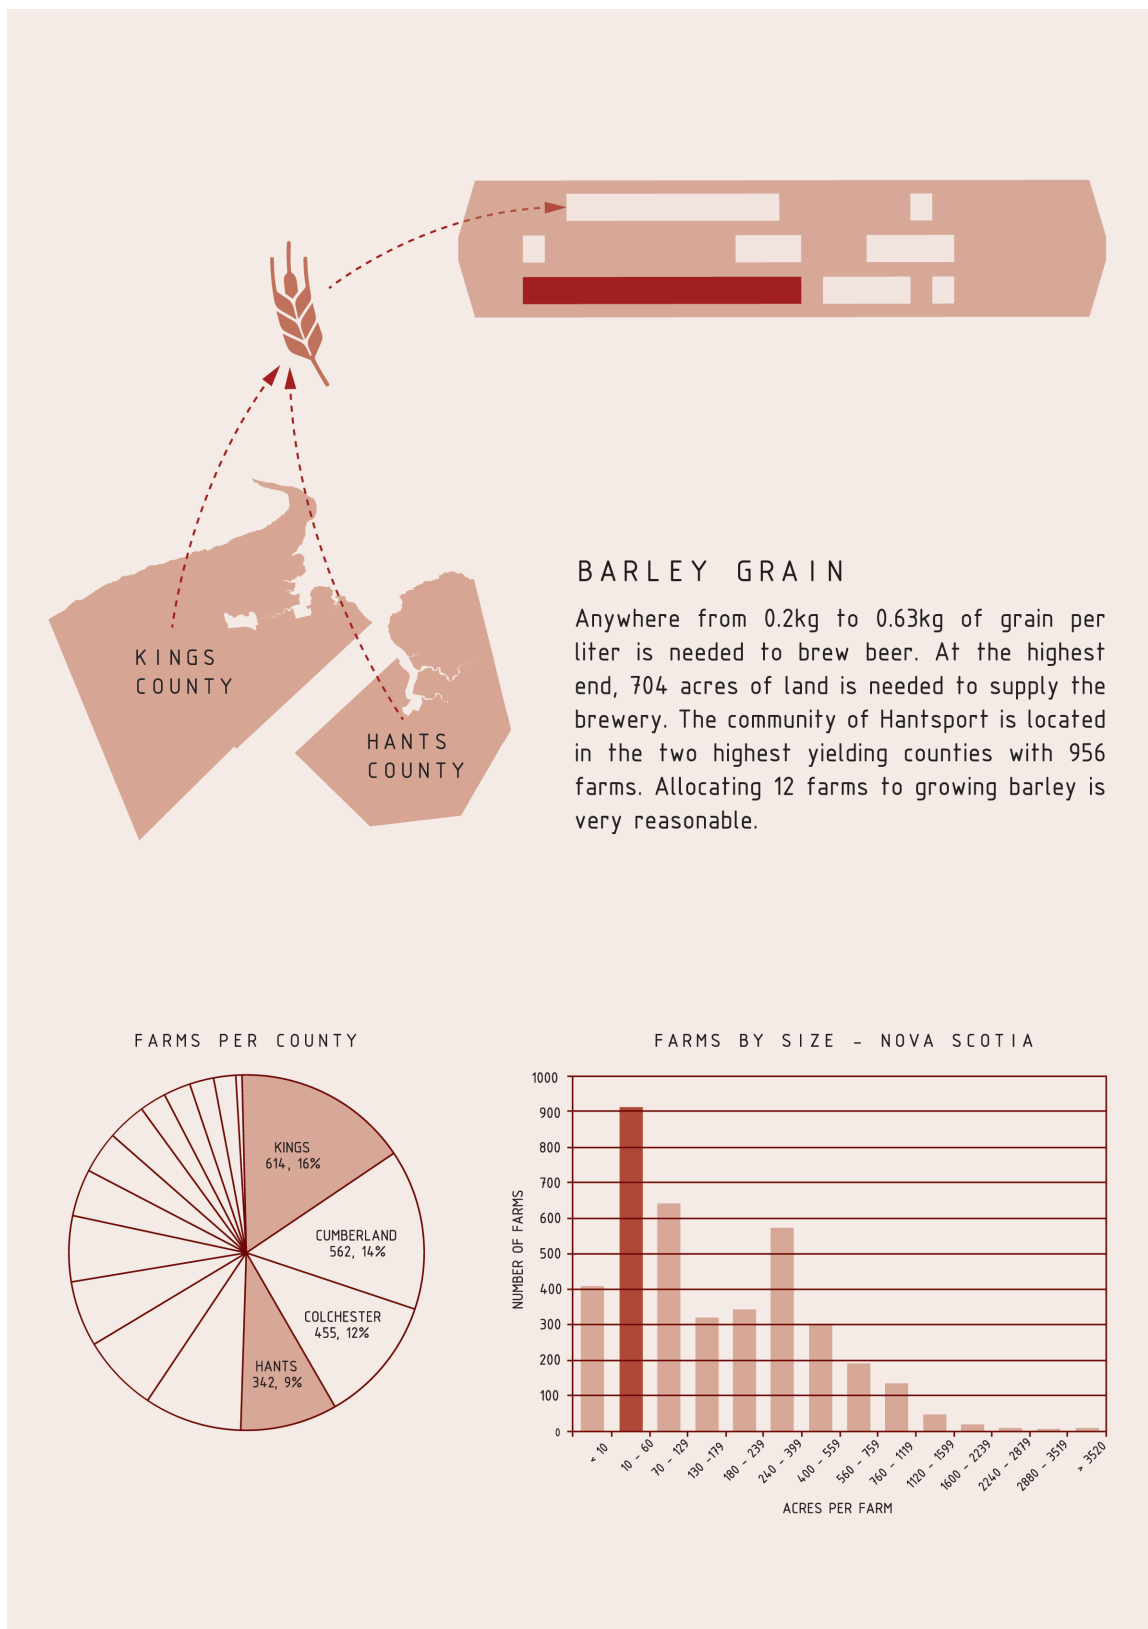 KINGS
COUNTY
HANTS
COUNTY
BARLEY GRAIN
Anywhere from 0.2kg to 0.63kg of grain per
liter is needed to brew beer. At the highest
end, 704 acres of land is needed to supply the
brewery. The community of Hantsport is located
in the two highest yielding counties with 956
farms. Allocating 12 farms to growing barley is
very reasonable.
FARMS PER COUNTY
KINGS
614, 16%
CUMBERLAND
562, 14%
COLCHESTER
455, 12%
HANTS
342, 9%
FARMS BY SIZE - NOVA SCOTIA
NUMBER OF FARMS
1000
900
800
700
600
500
400
300
200
100
0
< 10
10 - 60
70 - 129
130 -179
180 - 239
240 - 399
400 - 559
560 - 759
760 - 1119
1120 - 1599
1600 - 2239
2240 - 2879
2880 - 3519
> 3520
ACRES PER FARM